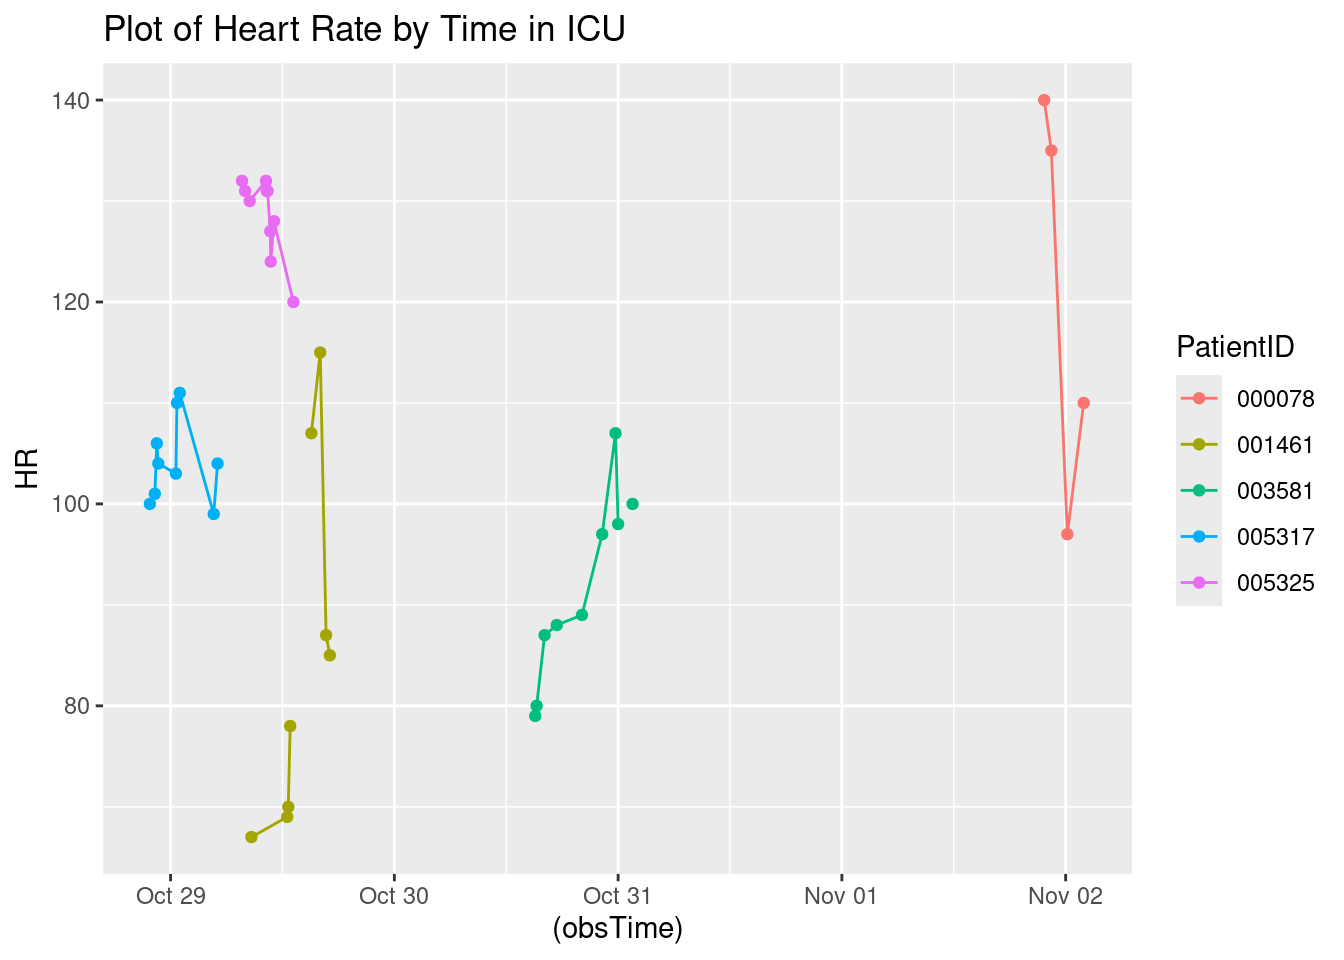 Plot of Heart Rate by Time in ICU
140
120
100
80
HR
Oct 29
Oct 30
Oct 31
Nov 01
Nov 02
(obsTime)
PatientID
000078
001461
003581
005317
005325